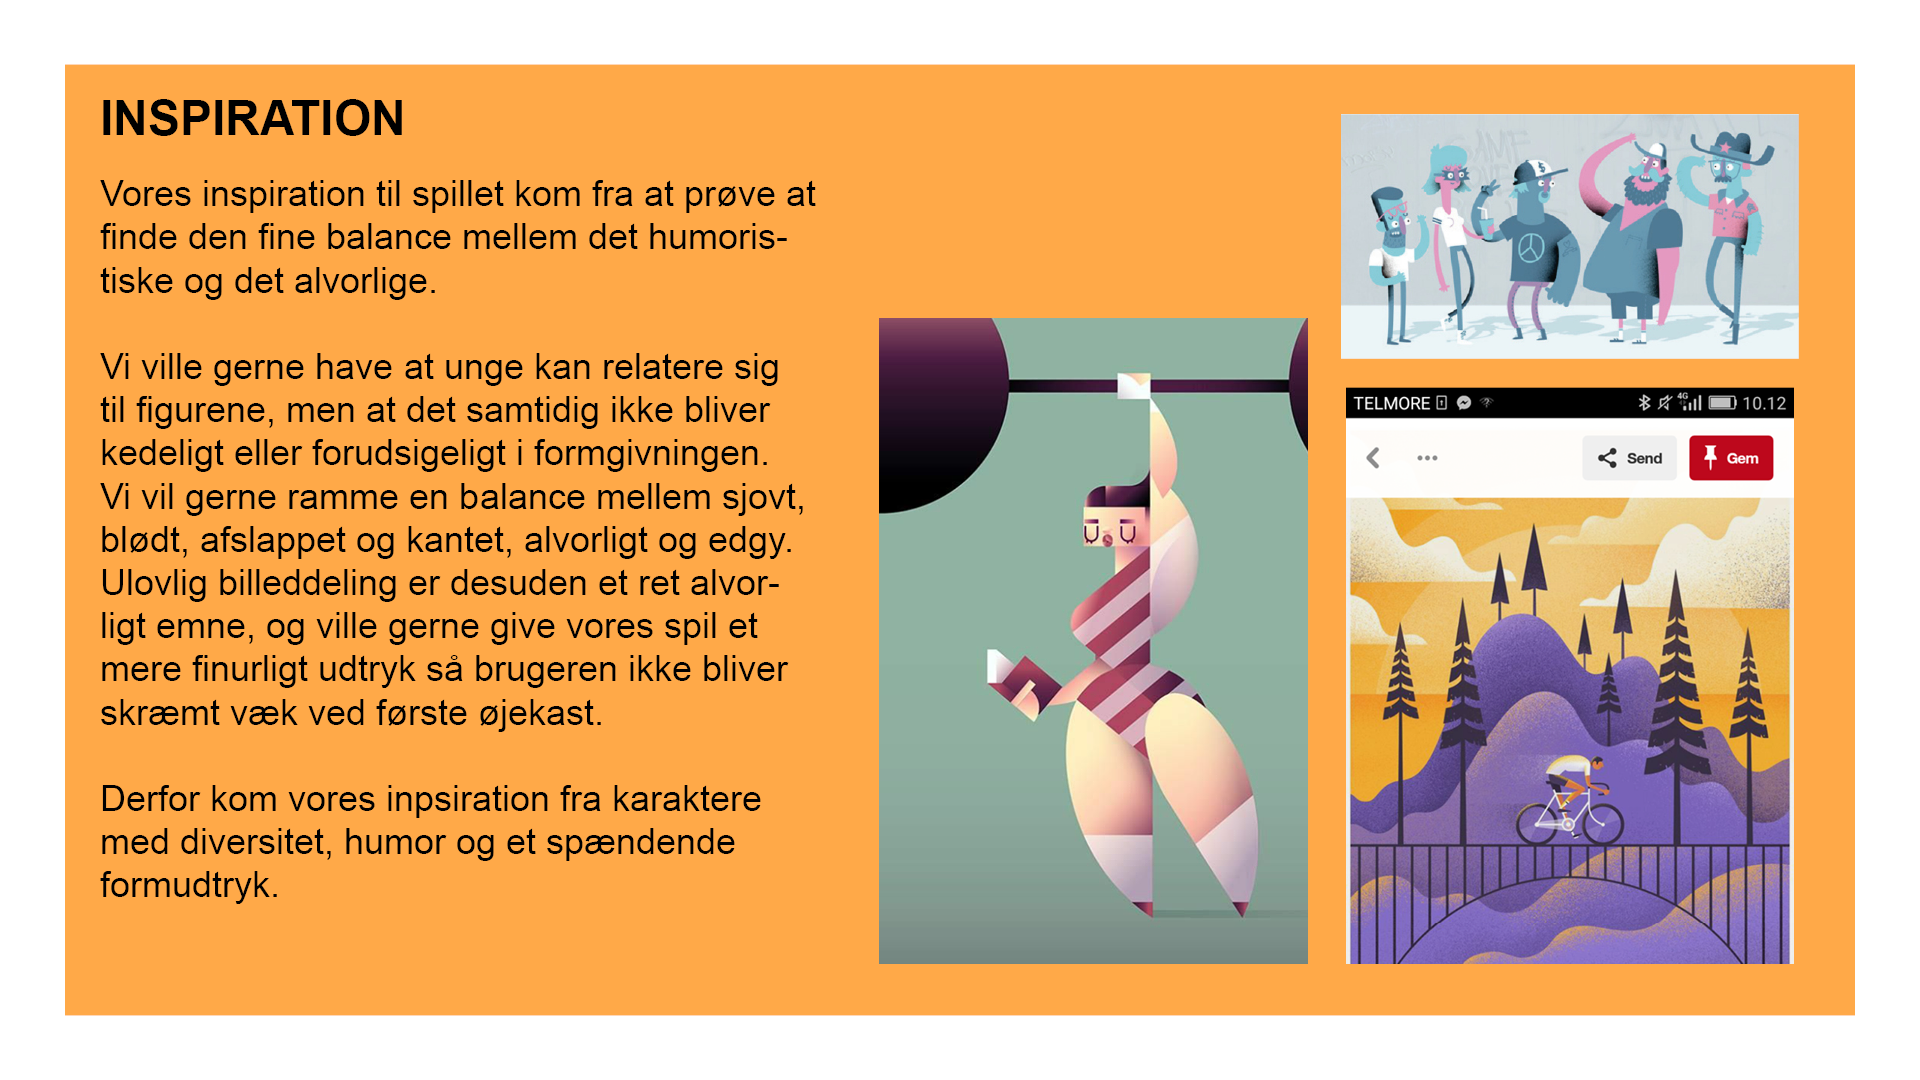 INSPIRATION
Vores inspiration til spillet kom fra at prøve at
finde den fine balance mellem det humoris-
tiske og det alvorlige.
Vi ville gerne have at unge kan relatere sig
til figurene, men at det samtidig ikke bliver
kedeligt eller forudsigeligt i formgivningen.
Vi vil gerne ramme en balance mellem sjovt,
blødt, afslappet og kantet, alvorligt og edgy.
Ulovlig billeddeling er desuden et ret alvor-
ligt emne, og ville gerne give vores spil et
mere finurligt udtryk så brugeren ikke bliver
skræmt væk ved første øjekast.
Derfor kom vores inpsiration fra karaktere
med diversitet, humor og et spændende
formudtryk.
TELMORE 4G 10.12
Send Gem